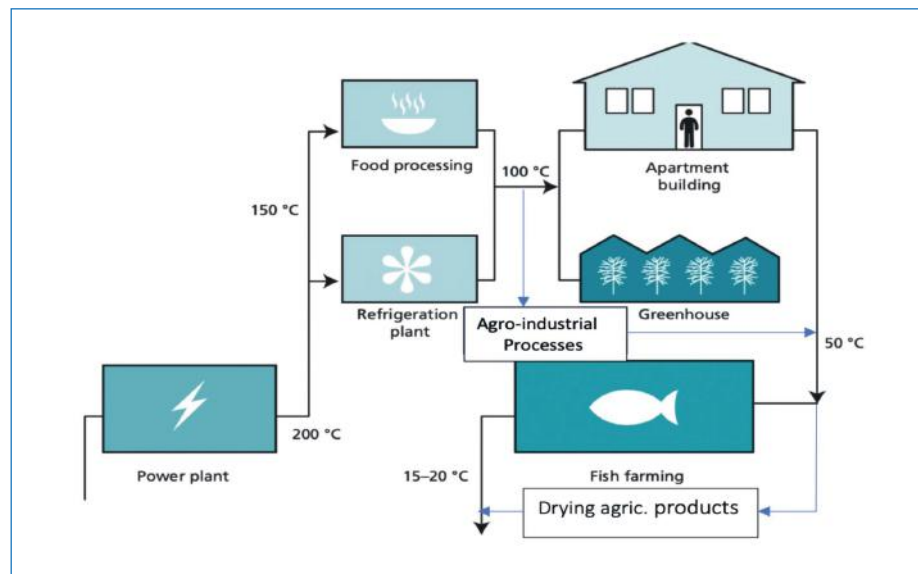 Food processing
100 °C
Apartment
building
150 °C
Refrigeration
plant
Agro-industrial
Processes
Greenhouse
50 °C
200 °C
Power plant
15–20 °C
Fish farming
Drying agric. products